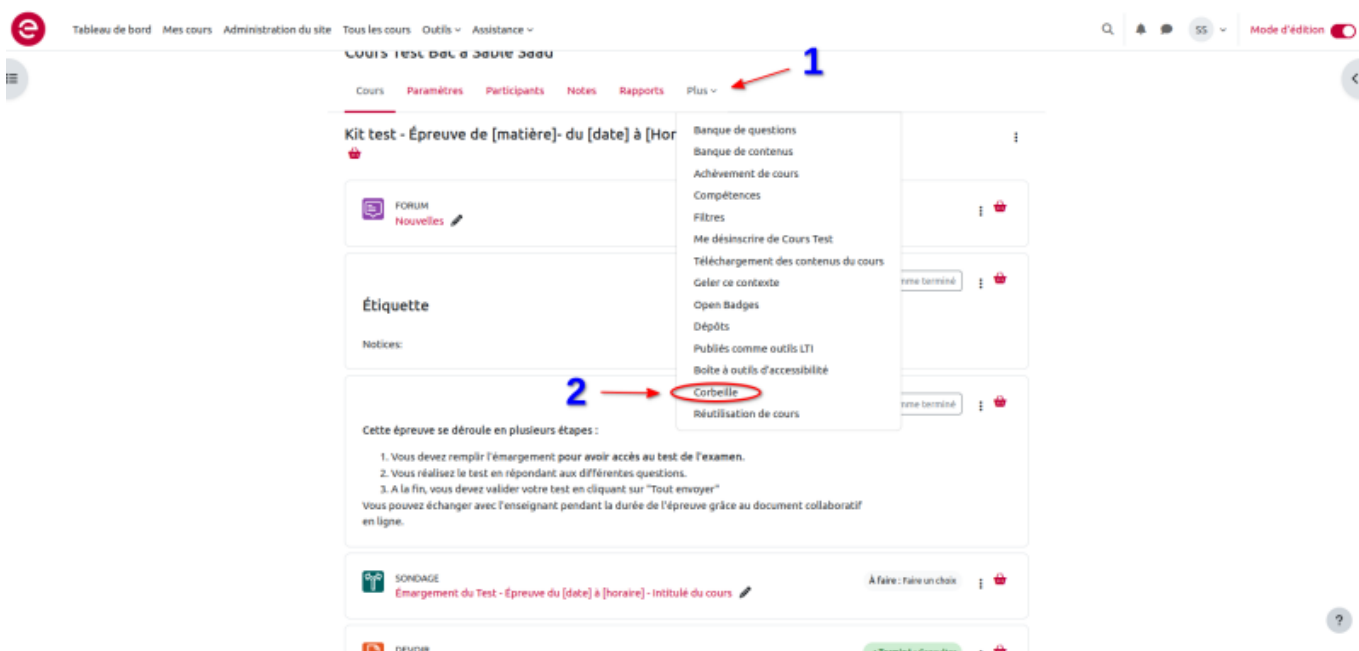 Tableau de bord Mes cours Administration du site Tous les cours Outils Assistance SS Mode d'édition
Cours Test Bac à Sable Saad
1
Cours Paramètres Participants Notes Rapports Plus
Kit test - Épreuve de [matière]- du [date] à [Hor
Banque de questions
Banque de contenus
Achèvement de cours
Compétences
Filtres
Me désinscrire de Cours Test
Téléchargement des contenus du cours
Geler ce contexte
Open Badges
Dépôts
Publiés comme outils LTI
Boîte à outils d'accessibilité
Corbeille
Réutilisation de cours
2
FORUM
Nouvelles
mme terminé
Étiquette
Notices:
mme terminé
Cette épreuve se déroule en plusieurs étapes :
1. Vous devez remplir l'émargement pour avoir accès au test de l'examen.
2. Vous réalisez le test en répondant aux différentes questions.
3. A la fin, vous devez valider votre test en cliquant sur "Tout envoyer"
Vous pouvez échanger avec l'enseignant pendant la durée de l'épreuve grâce au document collaboratif
en ligne.
SONDAGE
À faire : Faire un choix
Émargement du Test - Épreuve du [date] à [horaire] - Intitulé du cours
?
DEVOIR